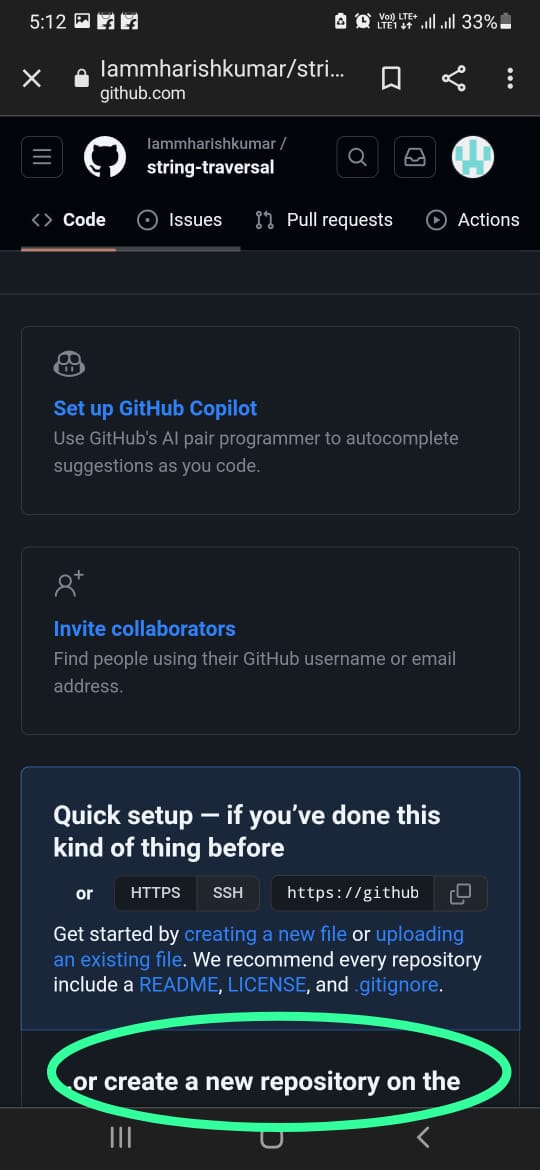 5:12
Vo) LTE+
LTE1
33%
Iammharishkumar/stri...
github.com
Iammharishkumar /
string-traversal
Code
Issues
Pull requests
Actions
Set up GitHub Copilot
Use GitHub's AI pair programmer to autocomplete
suggestions as you code.
Invite collaborators
Find people using their GitHub username or email
address.
Quick setup — if you’ve done this
kind of thing before
or
HTTPS
SSH
https://github
Get started by creating a new file or uploading
an existing file. We recommend every repository
include a README, LICENSE, and .gitignore.
…or create a new repository on the